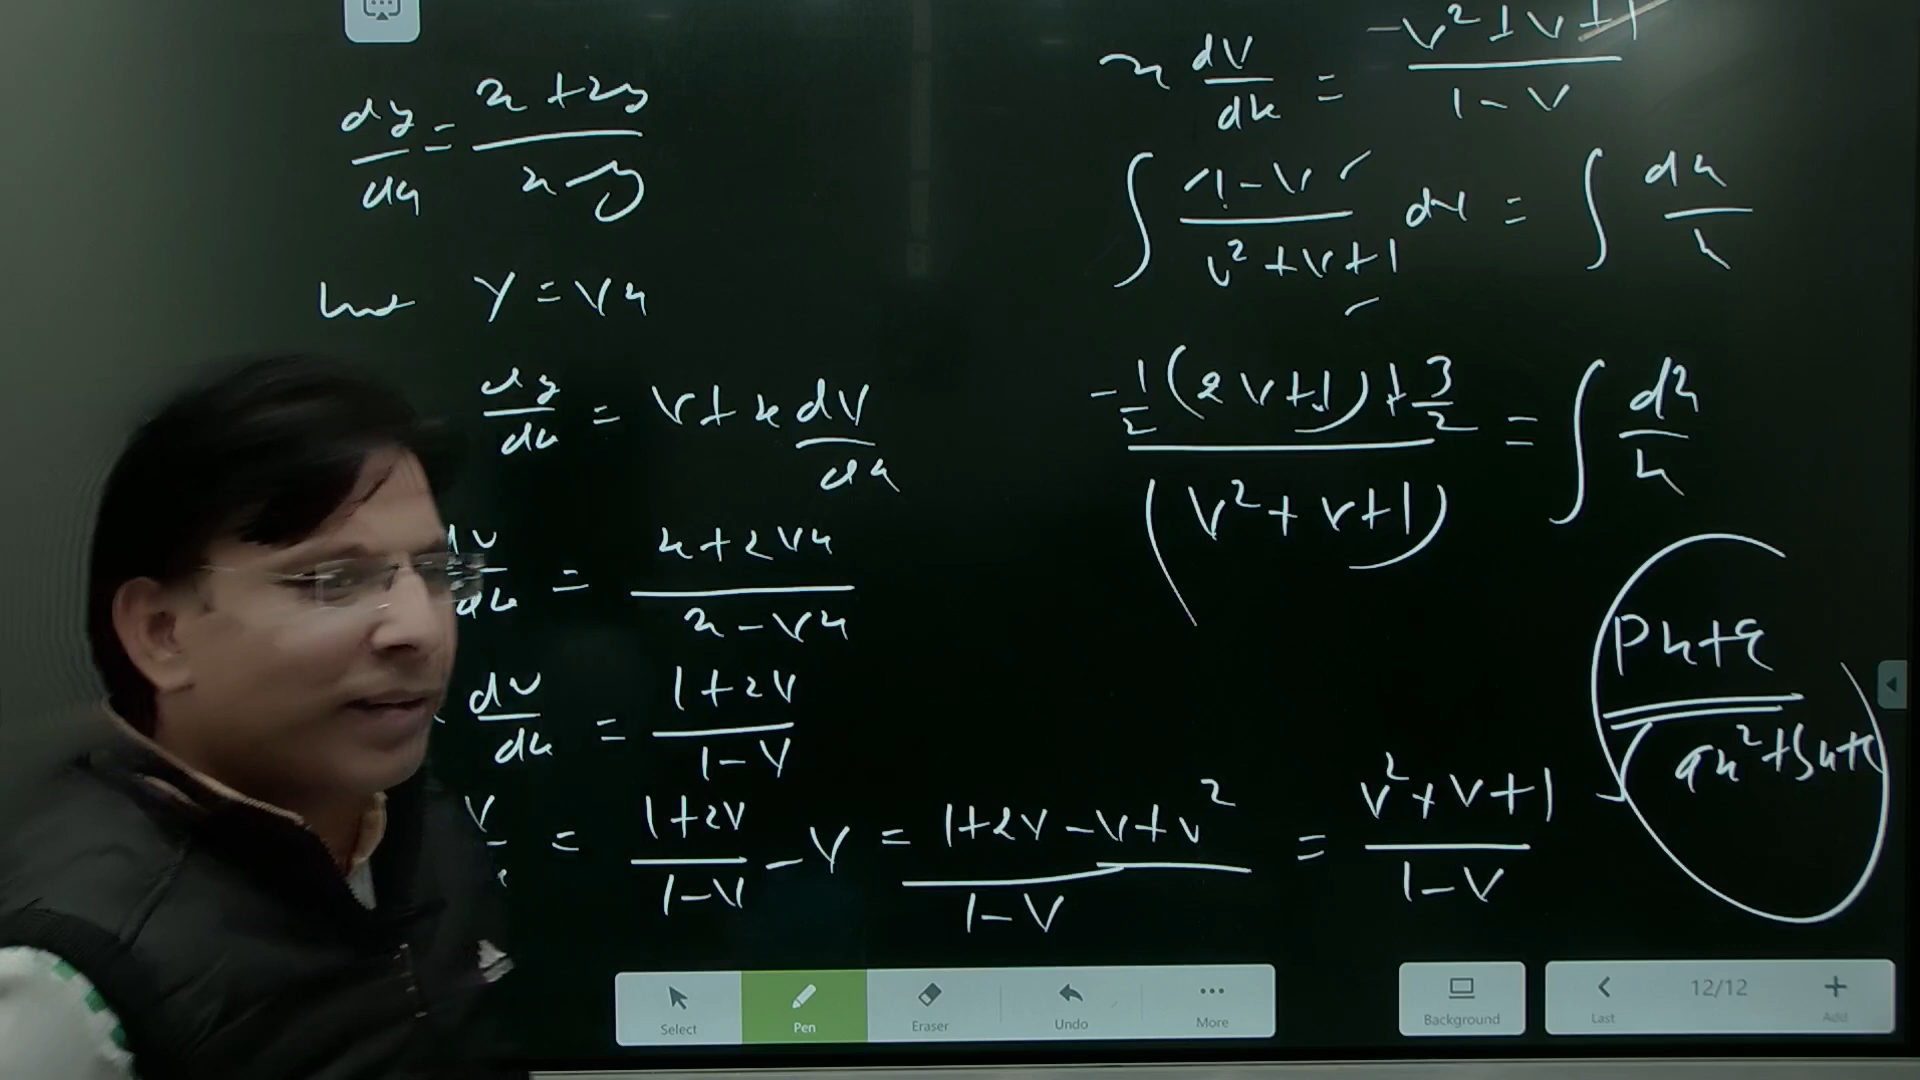 dy/dx = x+2y / x-y
Let y = vx
dy/dx = v + x dv/dx
dv/dx = x+2vx / x-vx
dv/dx = 1+2v / 1-v
= 1+2v / 1-v - v = 1+2v-v+v² / 1-v = v²+v+1 / 1-v
x dv/dx = -v²+v+1 / 1-v
∫ 1-v / v²+v+1 dv = ∫ dx/x
-1/2 (2v+1) + 3/2 / (v²+v+1) = ∫ dx/x
Px+q / ax²+bx+c
Select Pen Eraser Undo More Background Last 12/12 Add